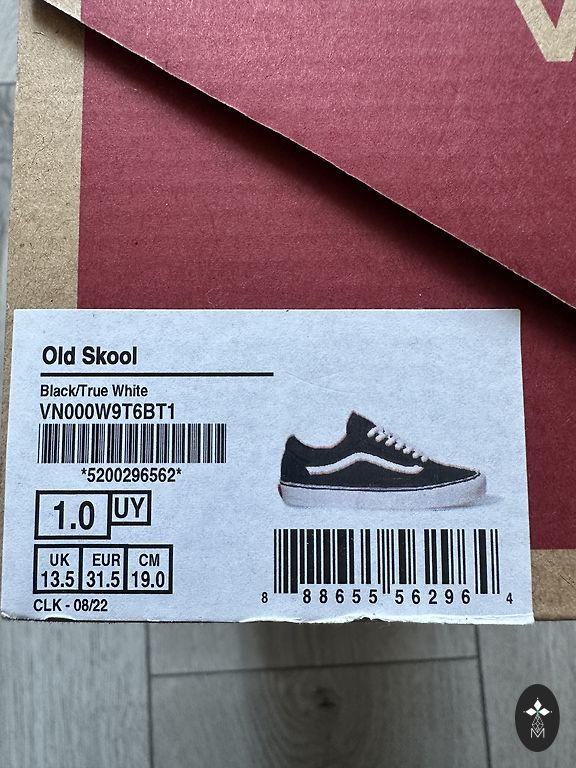 V
Old Skool
Black/True White
VN000W9T6BT1
*5200296562*
1.0 UY
UK EUR CM
13.5 31.5 19.0
CLK - 08/22
8 88655 56296 4
M